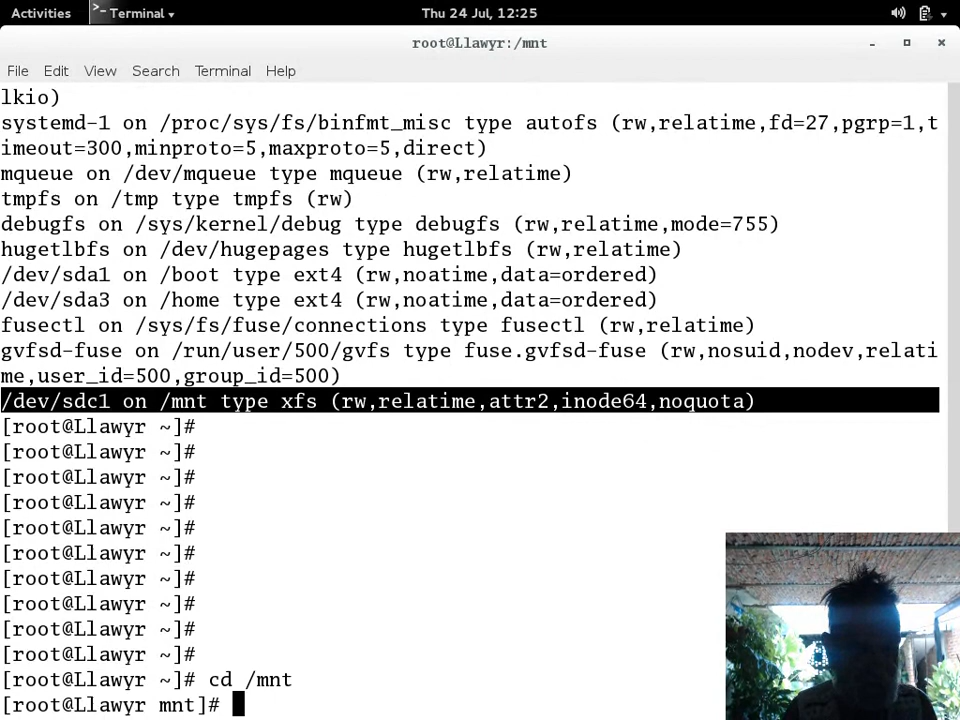 Activities
Terminal
Thu 24 Jul, 12:25
root@Llawyr:/mnt
File Edit View Search Terminal Help
lkio)
systemd-1 on /proc/sys/fs/binfmt_misc type autofs (rw,relatime,fd=27,pgrp=1,t
imeout=300,minproto=5,maxproto=5,direct)
mqueue on /dev/mqueue type mqueue (rw,relatime)
tmpfs on /tmp type tmpfs (rw)
debugfs on /sys/kernel/debug type debugfs (rw,relatime,mode=755)
hugetlbfs on /dev/hugepages type hugetlbfs (rw,relatime)
/dev/sda1 on /boot type ext4 (rw,noatime,data=ordered)
/dev/sda3 on /home type ext4 (rw,noatime,data=ordered)
fusectl on /sys/fs/fuse/connections type fusectl (rw,relatime)
gvfsd-fuse on /run/user/500/gvfs type fuse.gvfsd-fuse (rw,nosuid,nodev,relati
me,user_id=500,group_id=500)
/dev/sdc1 on /mnt type xfs (rw,relatime,attr2,inode64,noquota)
[root@Llawyr ~]#
[root@Llawyr ~]#
[root@Llawyr ~]#
[root@Llawyr ~]#
[root@Llawyr ~]#
[root@Llawyr ~]#
[root@Llawyr ~]#
[root@Llawyr ~]#
[root@Llawyr ~]#
[root@Llawyr ~]#
[root@Llawyr ~]# cd /mnt
[root@Llawyr mnt]#